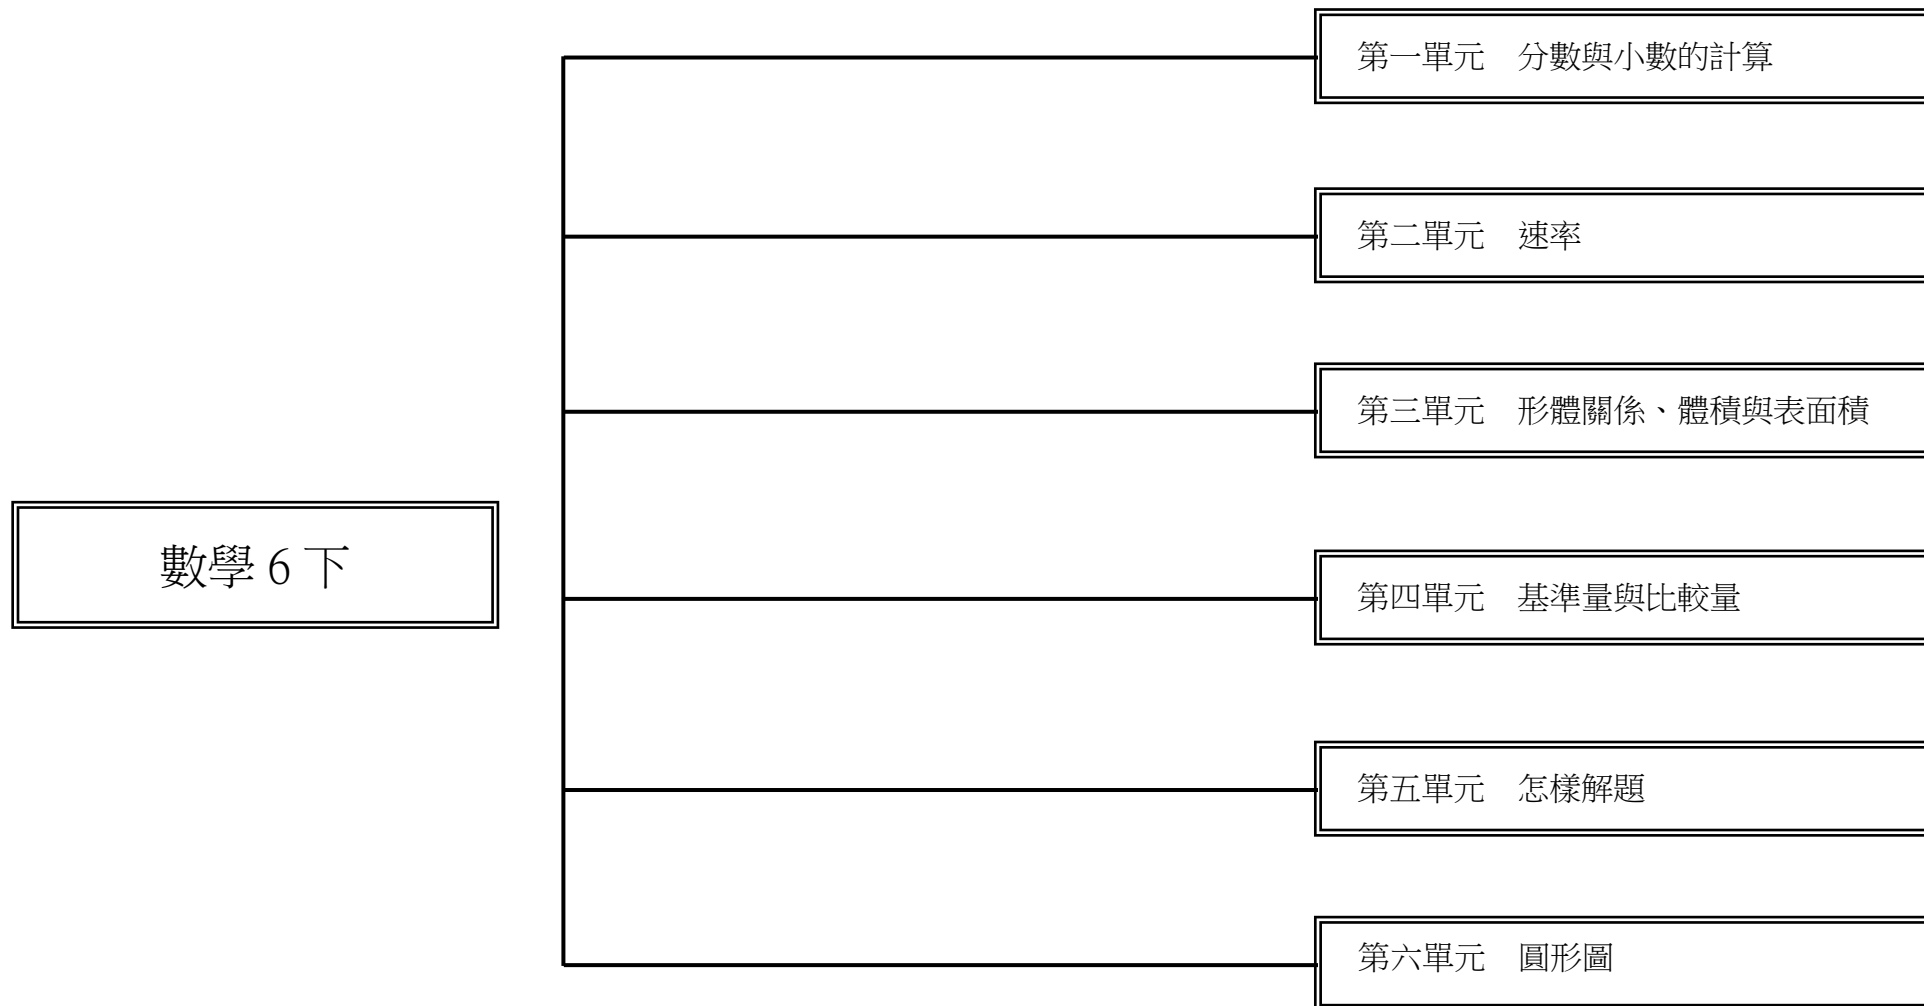 第一單元　分數與小數的計算
第二單元　速率
第三單元　形體關係、體積與表面積
數學 6 下
第四單元　基準量與比較量
第五單元　怎樣解題
第六單元　圓形圖